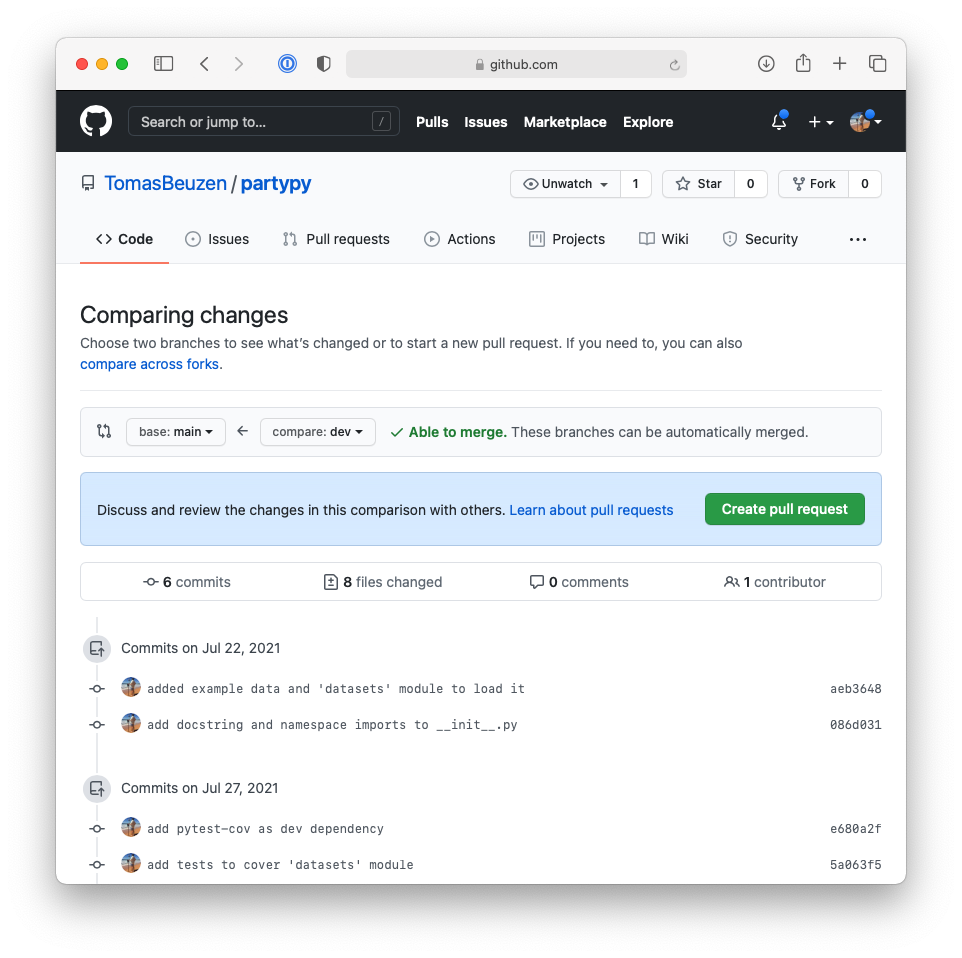 github.com
Search or jump to... /
Pulls Issues Marketplace Explore
TomasBeuzen / partypy
Unwatch 1 Star 0 Fork 0
Code Issues Pull requests Actions Projects Wiki Security
Comparing changes
Choose two branches to see what's changed or to start a new pull request. If you need to, you can also
compare across forks.
base: main compare: dev Able to merge. These branches can be automatically merged.
Discuss and review the changes in this comparison with others. Learn about pull requests Create pull request
6 commits 8 files changed 0 comments 1 contributor
Commits on Jul 22, 2021
added example data and 'datasets' module to load it aeb3648
add docstring and namespace imports to __init__.py 086d031
Commits on Jul 27, 2021
add pytest-cov as dev dependency e680a2f
add tests to cover 'datasets' module 5a063f5